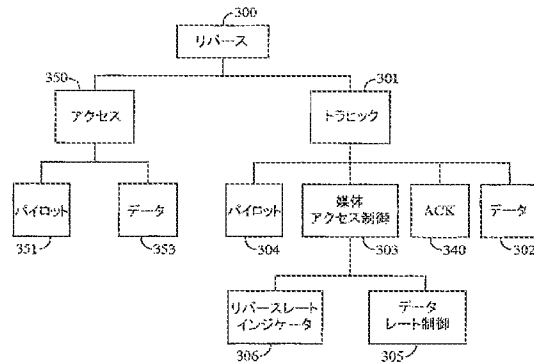 300
リバース
350
アクセス
301
トラヒック
パイロット
351
データ
353
パイロット
304
媒体
アクセス制御
303
ACK
340
データ
302
リバースレート
インジケータ
306
データ
レート制御
305